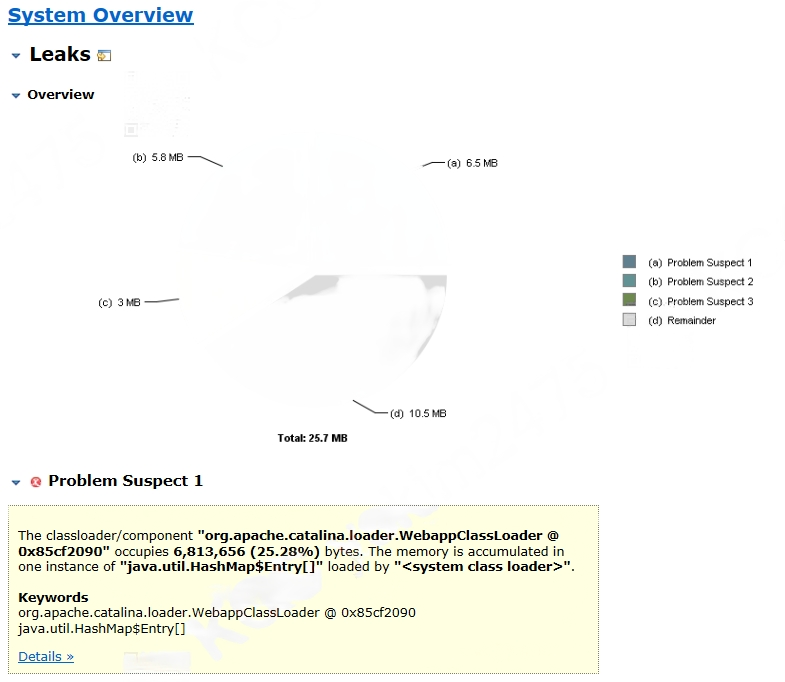 System Overview
Leaks
Overview
(b) 5.8 MB
(a) 6.5 MB
(c) 3 MB
(a) Problem Suspect 1
(b) Problem Suspect 2
(c) Problem Suspect 3
(d) Remainder
(d) 10.5 MB
Total: 25.7 MB
Problem Suspect 1
The classloader/component "org.apache.catalina.loader.WebappClassLoader @
0x85cf2090" occupies 6,813,656 (25.28%) bytes. The memory is accumulated in
one instance of "java.util.HashMap$Entry[]" loaded by "<system class loader>".
Keywords
org.apache.catalina.loader.WebappClassLoader @ 0x85cf2090
java.util.HashMap$Entry[]
Details »